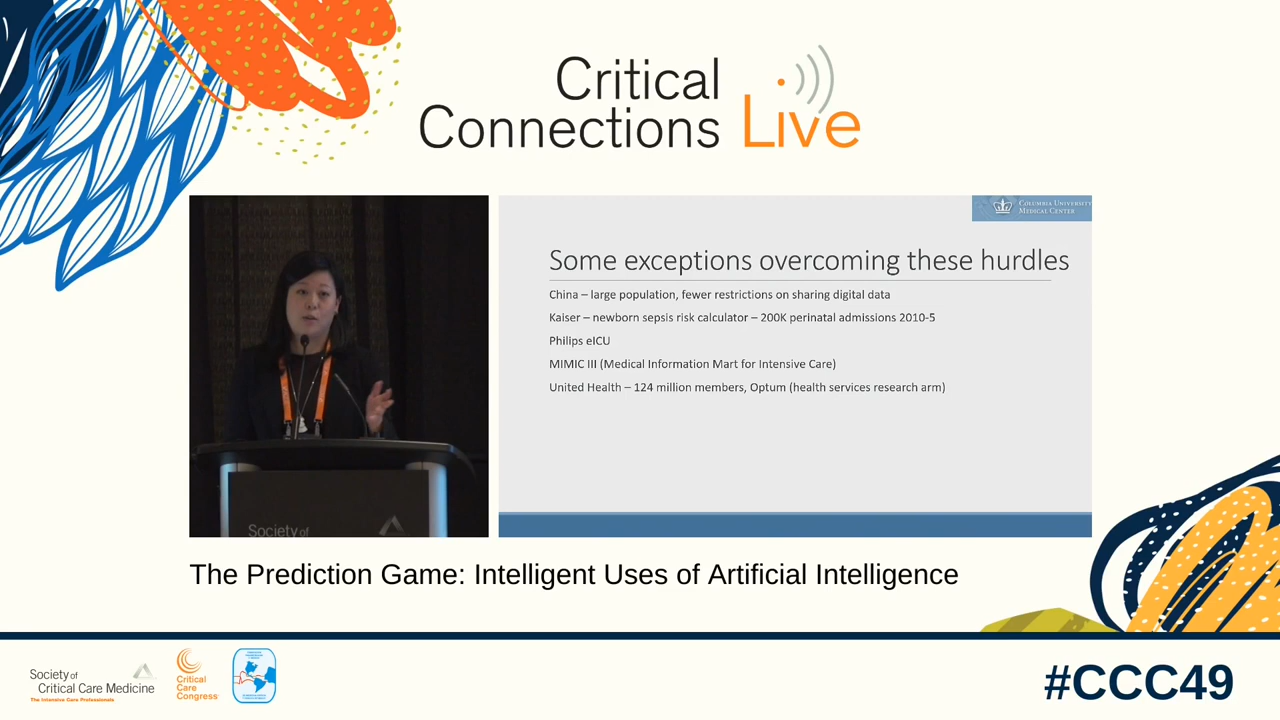 Critical
Connections Live
COLUMBIA UNIVERSITY
MEDICAL CENTER
Some exceptions overcoming these hurdles
China – large population, fewer restrictions on sharing digital data
Kaiser – newborn sepsis risk calculator – 200K perinatal admissions 2010-5
Philips eICU
MIMIC III (Medical Information Mart for Intensive Care)
United Health – 124 million members, Optum (health services research arm)
Society of
The Prediction Game: Intelligent Uses of Artificial Intelligence
Society of
Critical Care Medicine
The Intensive Care Professionals
Critical
Care
Congress
#CCC49